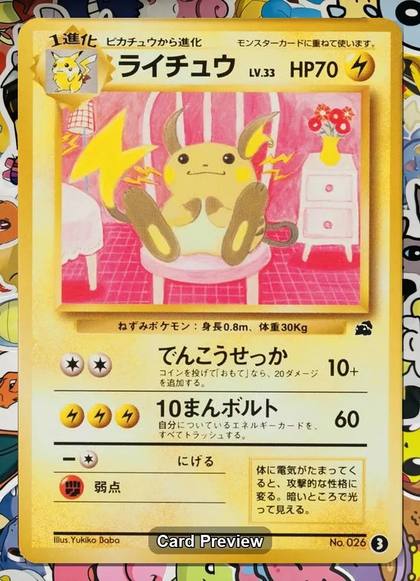 1進化 ピカチュウから進化 モンスターカードに重ねて使います。
ライチュウ LV.33 HP70
ねずみポケモン：身長0.8m、体重30Kg
でんこうせっか 10+
コインを投げて「おもて」なら、20ダメージ
を追加する。
10まんボルト 60
自分についているエネルギーカードを、
すべてトラッシュする。
にげる
弱点
体に電気がたまってく
ると、攻撃的な性格に
変る。暗いところで光
って見える。
Illus.Yukiko Baba No.026 3
Card Preview